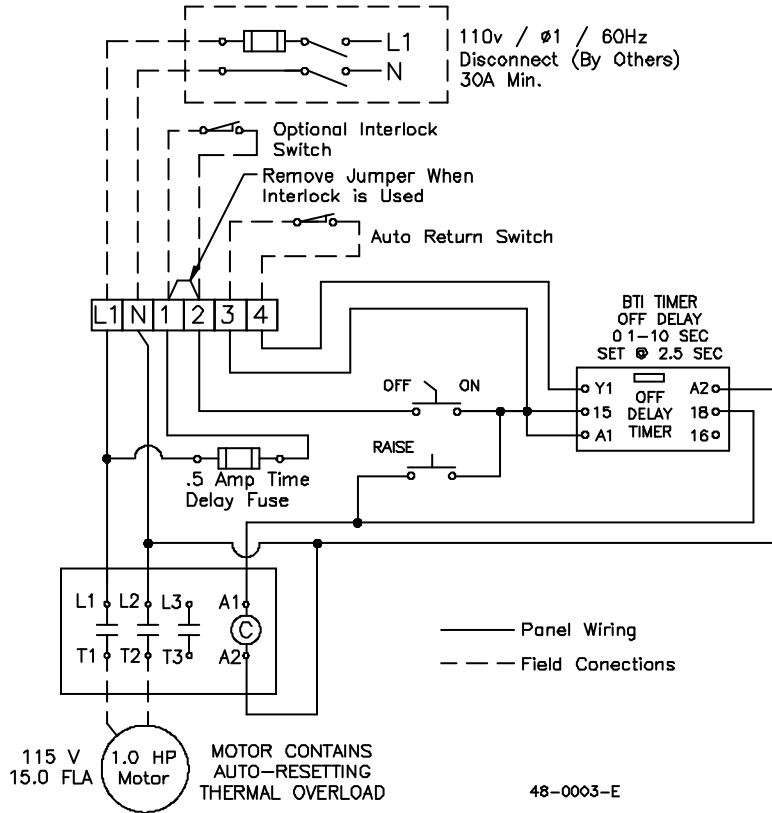 L1
N
110v / ø1 / 60Hz
Disconnect (By Others)
30A Min.
Optional Interlock
Switch
Remove Jumper When
Interlock is Used
Auto Return Switch
L1 N 1 2 3 4
BTI TIMER
OFF DELAY
0 1-10 SEC
SET @ 2.5 SEC
OFF ON
Y1 A2
15 18
A1 16
OFF
DELAY
TIMER
RAISE
.5 Amp Time
Delay Fuse
L1 L2 L3 A1
C
T1 T2 T3 A2
Panel Wiring
Field Conections
115 V
15.0 FLA
1.0 HP
Motor
MOTOR CONTAINS
AUTO-RESETTING
THERMAL OVERLOAD
48-0003-E